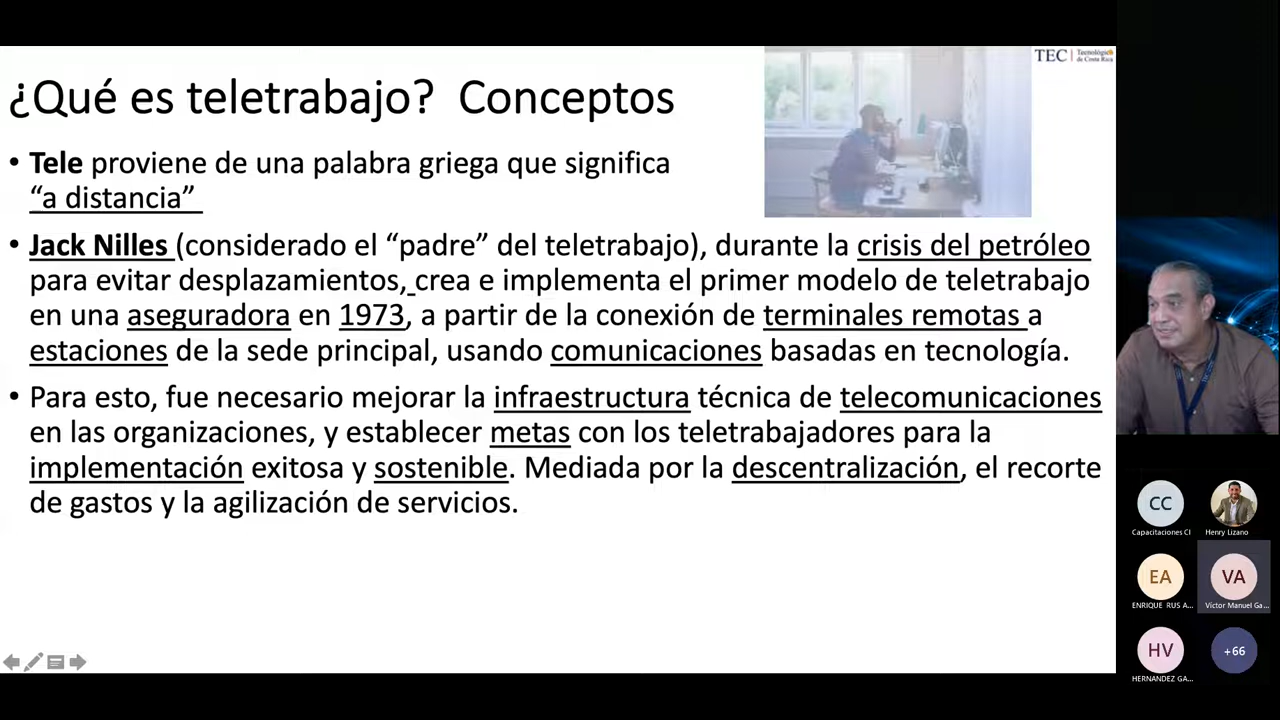 TEC | Tecnológico
de Costa Rica
¿Qué es teletrabajo? Conceptos
• Tele proviene de una palabra griega que significa
“a distancia”
• Jack Nilles (considerado el “padre” del teletrabajo), durante la crisis del petróleo
para evitar desplazamientos, crea e implementa el primer modelo de teletrabajo
en una aseguradora en 1973, a partir de la conexión de terminales remotas a
estaciones de la sede principal, usando comunicaciones basadas en tecnología.
• Para esto, fue necesario mejorar la infraestructura técnica de telecomunicaciones
en las organizaciones, y establecer metas con los teletrabajadores para la
implementación exitosa y sostenible. Mediada por la descentralización, el recorte
de gastos y la agilización de servicios.
CC
Capacitaciones CI
Henry Lizano
EA
ENRIQUE RUS A...
VA
Víctor Manuel Ga...
HV
HERNANDEZ GA...
+66